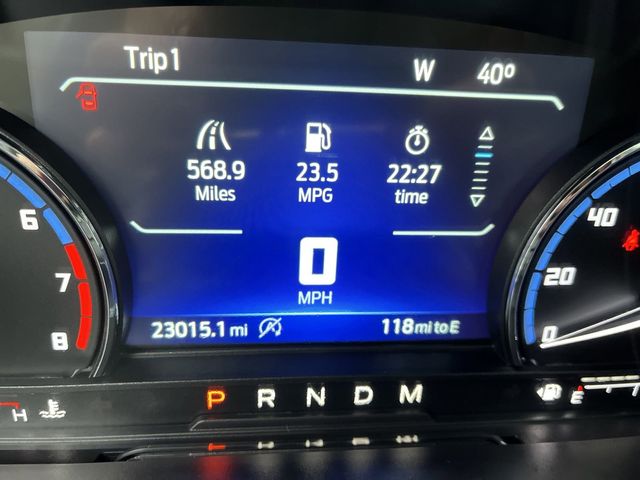 Trip 1
W 40°
568.9 23.5 22:27
Miles MPG time
6
7
8
40
20
0
0
MPH
23015.1 mi 118 mi to E
P R N D M
H
E